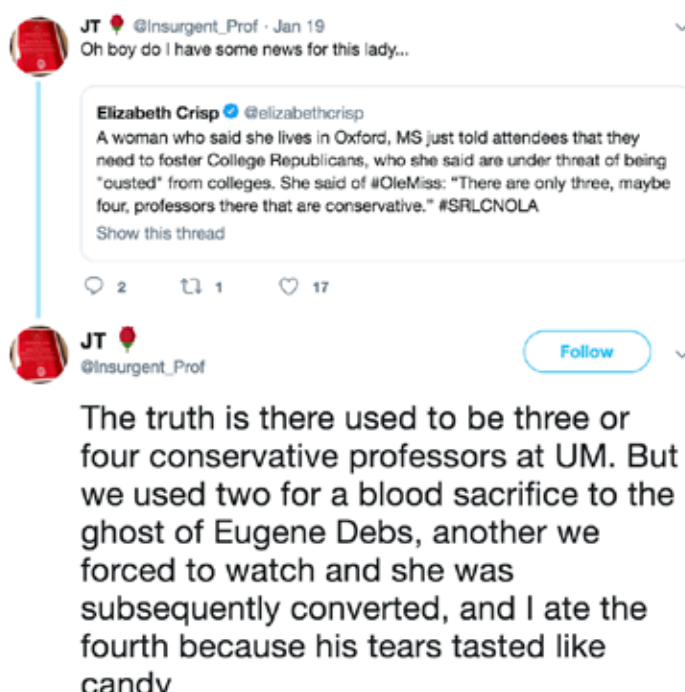 JT 🌹 @Insurgent_Prof · Jan 19
Oh boy do I have some news for this lady...
Elizabeth Crisp @elizabethcrisp
A woman who said she lives in Oxford, MS just told attendees that they
need to foster College Republicans, who she said are under threat of being
"ousted" from colleges. She said of #OleMiss: "There are only three, maybe
four, professors there that are conservative." #SRLCNOLA
Show this thread
2 1 17
JT 🌹
@Insurgent_Prof
Follow
The truth is there used to be three or
four conservative professors at UM. But
we used two for a blood sacrifice to the
ghost of Eugene Debs, another we
forced to watch and she was
subsequently converted, and I ate the
fourth because his tears tasted like
candy